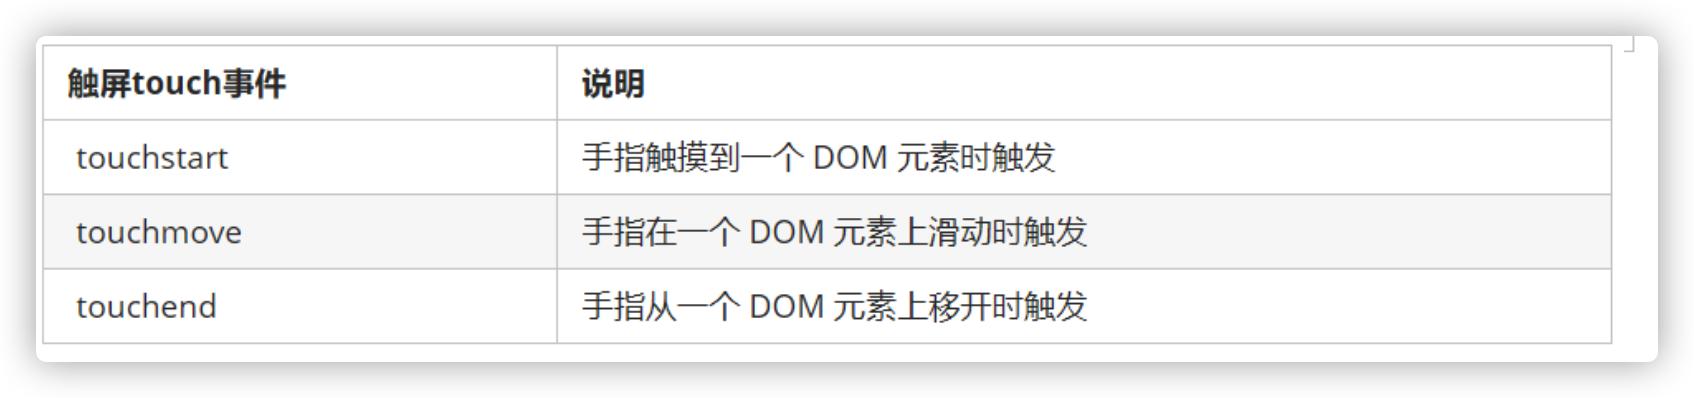 触屏touch事件 说明
touchstart 手指触摸到一个 DOM 元素时触发
touchmove 手指在一个 DOM 元素上滑动时触发
touchend 手指从一个 DOM 元素上移开时触发